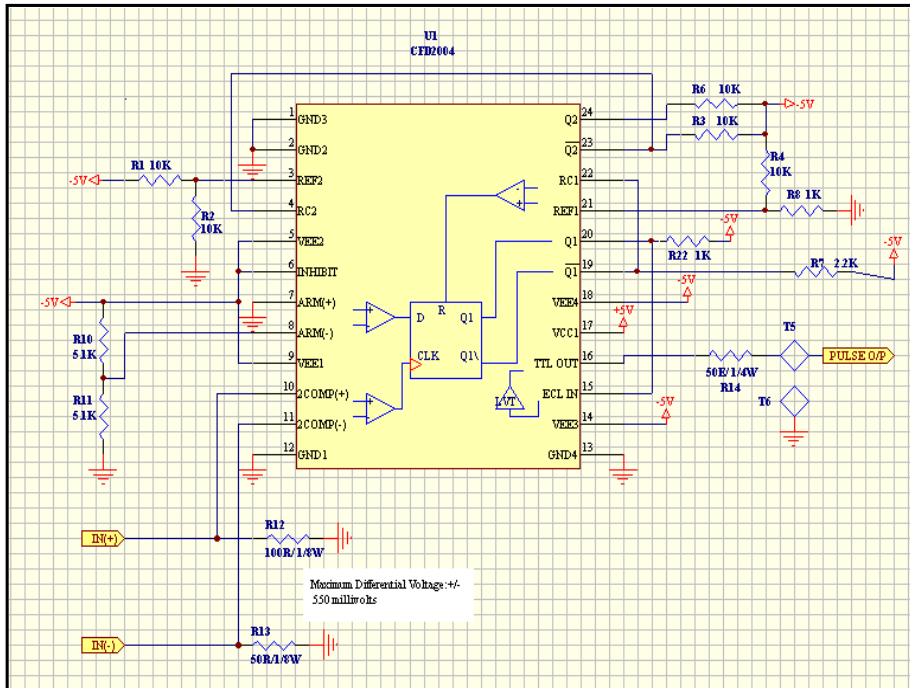 U1
CFD2004
1 GND3
2 GND2
3 REF2
4 RC2
5 VEE2
6 INHIBIT
7 ARM(+)
8 ARM(-)
9 VEE1
10 2COMP(+)
11 2COMP(-)
12 GND1
Q2 24
Q2 23
RC1 22
REF1 21
Q1 20
Q1 19
VEE4 18
VCC1 17
TTL OUT 16
ECL IN 15
VEE3 14
GND4 13
D
R
Q1
CLK
Q1\
LVT
-5V
R1 10K
R2
10K
-5V
R10
5.1K
R11
5.1K
R6 10K
-5V
R3 10K
R4
10K
R8 1K
-5V
R22 1K
-5V
R7 2.2K
-5V
+5V
T5
PULSE O/P
50E/1/4W
R14
T6
-5V
IN(+)
R12
100R/1/8W
Maximum Differential Voltage:+/-
550 millivolts
IN(-)
R13
50R/1/8W